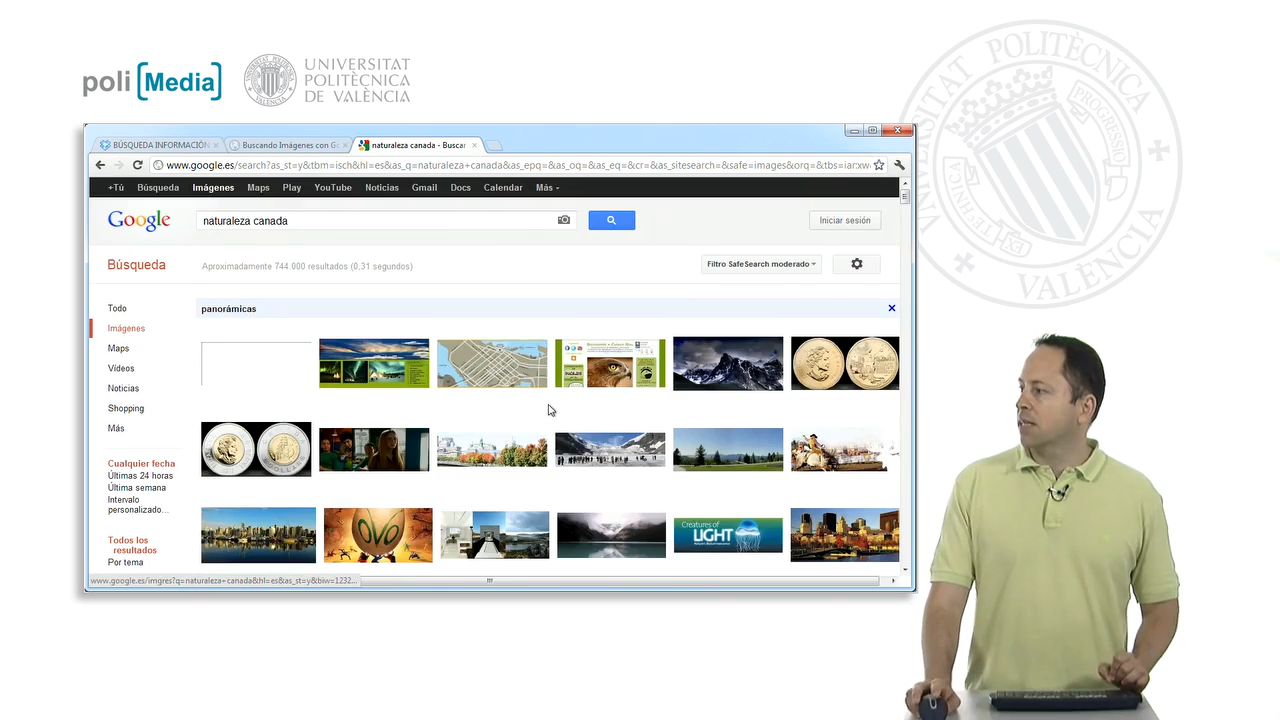 poli [Media]
UNIVERSITAT
POLITÈCNICA
DE VALÈNCIA
UNIVERSITAT POLITÈCNICA DE VALÈNCIA
BÚSQUEDA INFORMACIÓN
Buscando Imágenes con Go
naturaleza canada - Buscar
www.google.es/search?as_st=y&tbm=isch&hl=es&as_q=naturaleza+canada&as_epq=&as_oq=&as_eq=&cr=&as_sitesearch=&safe=images&orq=&tbs=iar:xw
+Tú Búsqueda Imágenes Maps Play YouTube Noticias Gmail Docs Calendar Más
Google
naturaleza canada
Iniciar sesión
Búsqueda
Aproximadamente 744.000 resultados (0,31 segundos)
Filtro SafeSearch moderado
panorámicas
Todo
Imágenes
Maps
Vídeos
Noticias
Shopping
Más
Cualquier fecha
Últimas 24 horas
Última semana
Intervalo
personalizado...
Todos los
resultados
Por tema
OVO
Creatures of
LIGHT
www.google.es/imgres?q=naturaleza+canada&hl=es&as_st=y&biw=1232...